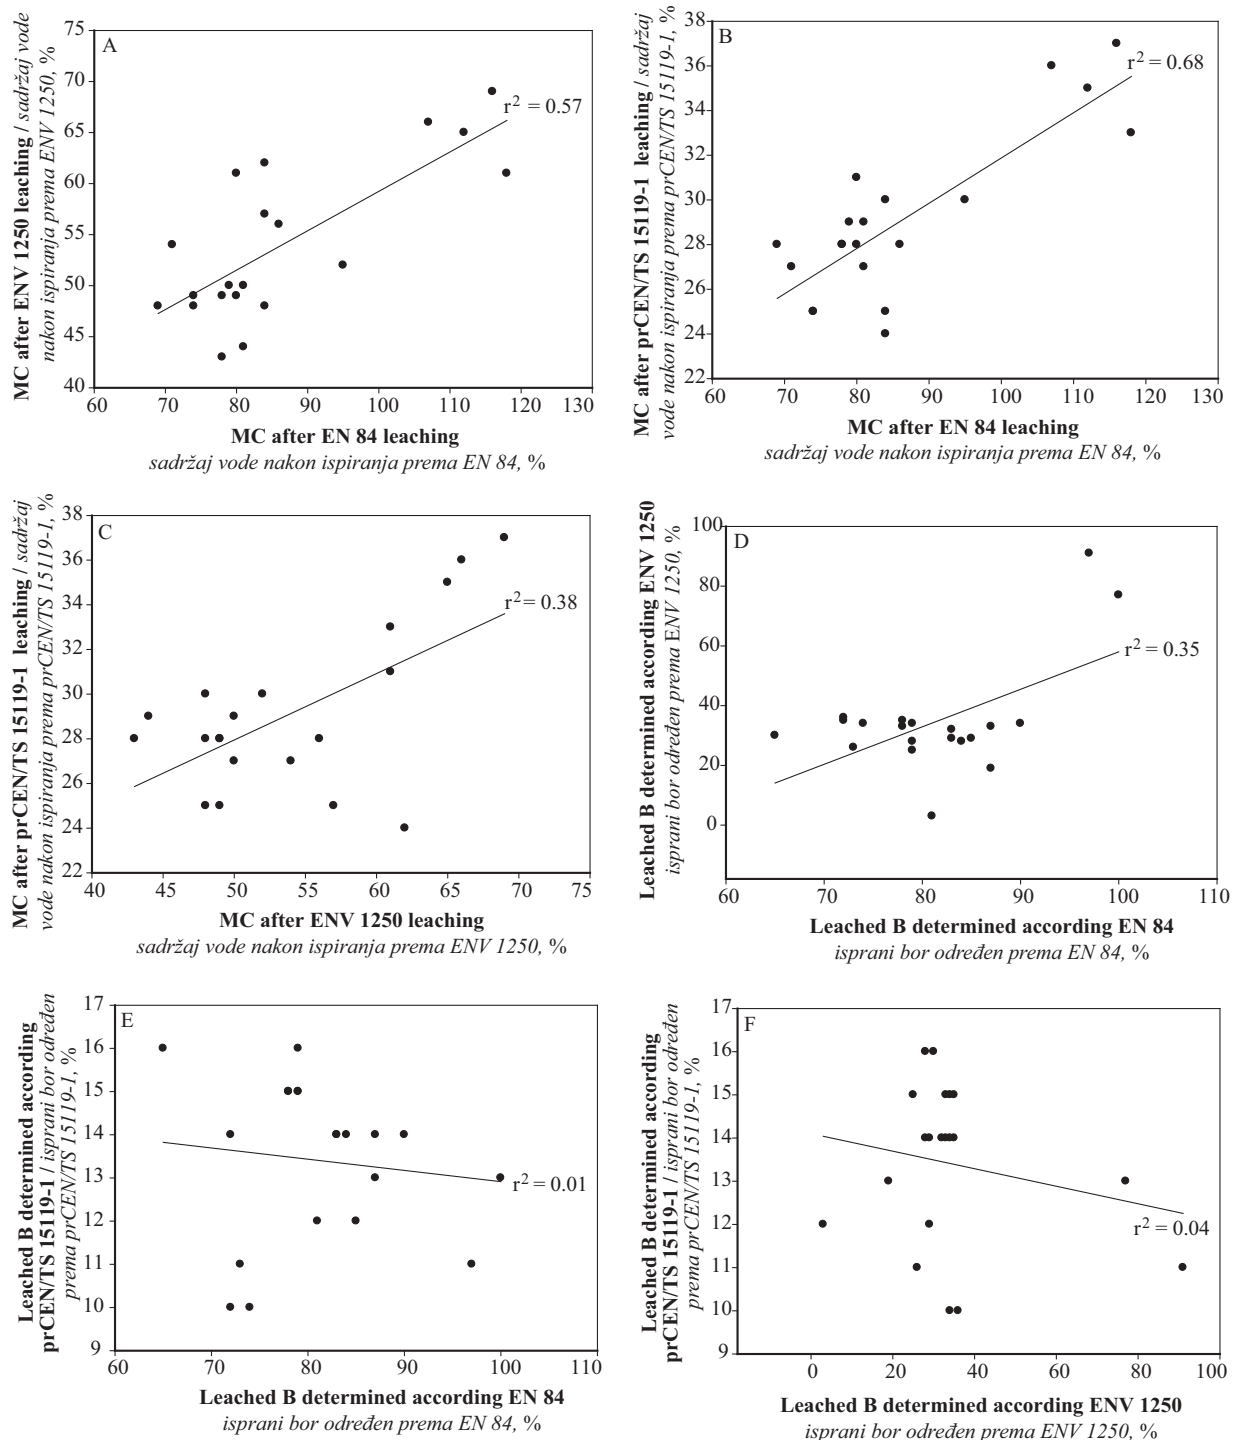 A
MC after ENV 1250 leaching / sadržaj vode
nakon ispiranja prema ENV 1250, %
75
70
65
60
55
50
45
40
r² = 0.57
60 70 80 90 100 110 120 130
MC after EN 84 leaching
sadržaj vode nakon ispiranja prema EN 84, %
B
MC after prCEN/TS 15119-1 leaching / sadržaj
vode nakon ispiranja prema prCEN/TS 15119-1, %
38
36
34
32
30
28
26
24
22
r² = 0.68
60 70 80 90 100 110 120 130
MC after EN 84 leaching
sadržaj vode nakon ispiranja prema EN 84, %
C
MC after prCEN/TS 15119-1 leaching / sadržaj
vode nakon ispiranja prema prCEN/TS 15119-1, %
38
36
34
32
30
28
26
24
22
r²= 0.38
40 45 50 55 60 65 70 75
MC after ENV 1250 leaching
sadržaj vode nakon ispiranja prema ENV 1250, %
D
Leached B determined according ENV 1250
isprani bor određen prema ENV 1250, %
100
80
60
40
20
0
r² = 0.35
60 70 80 90 100 110
Leached B determined according EN 84
isprani bor određen prema EN 84, %
E
Leached B determined according
prCEN/TS 15119-1 / isprani bor određen
prema prCEN/TS 15119-1, %
17
16
15
14
13
12
11
10
9
r² = 0.01
60 70 80 90 100 110
Leached B determined according EN 84
isprani bor određen prema EN 84, %
F
Leached B determined according
prCEN/TS 15119-1 / isprani bor određen
prema prCEN/TS 15119-1, %
17
16
15
14
13
12
11
10
9
r² = 0.04
0 20 40 60 80 100
Leached B determined according ENV 1250
isprani bor određen prema ENV 1250, %